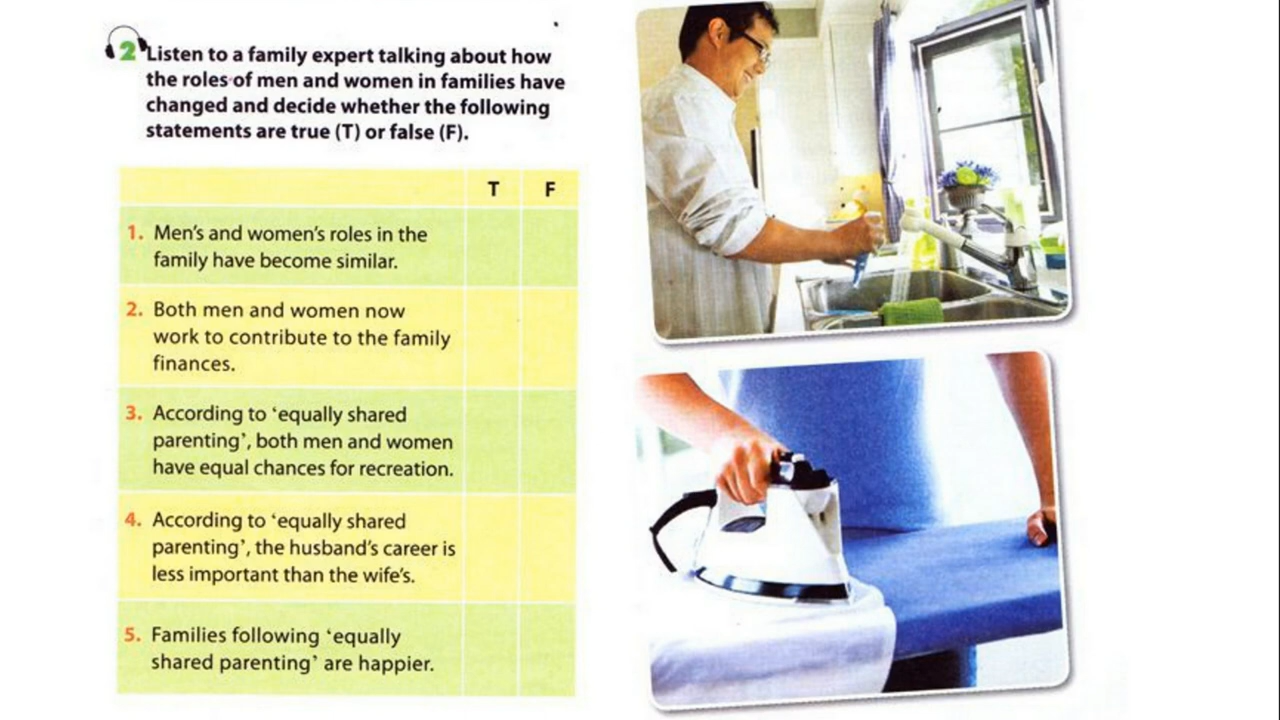 2 Listen to a family expert talking about how
the roles of men and women in families have
changed and decide whether the following
statements are true (T) or false (F).
T F
1. Men's and women's roles in the
family have become similar.
2. Both men and women now
work to contribute to the family
finances.
3. According to ‘equally shared
parenting’, both men and women
have equal chances for recreation.
4. According to ‘equally shared
parenting’, the husband's career is
less important than the wife's.
5. Families following ‘equally
shared parenting’ are happier.